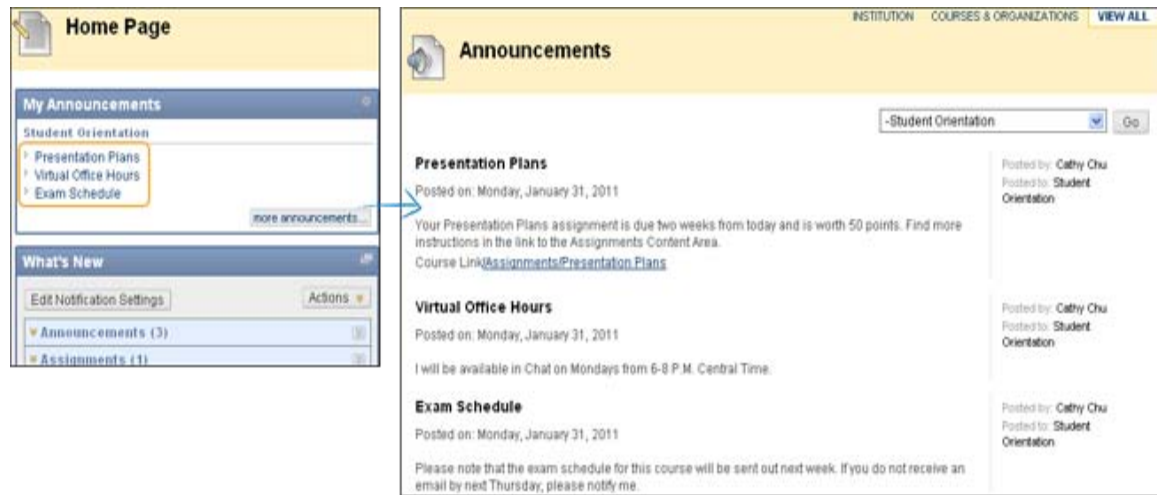 Home Page
My Announcements
Student Orientation
Presentation Plans
Virtual Office Hours
Exam Schedule
more announcements...
What's New
Edit Notification Settings
Actions
Announcements (3)
Assignments (1)
INSTITUTION COURSES & ORGANIZATIONS VIEW ALL
Announcements
-Student Orientation
Go
Presentation Plans
Posted on: Monday, January 31, 2011
Your Presentation Plans assignment is due two weeks from today and is worth 50 points. Find more
instructions in the link to the Assignments Content Area.
Course Link/Assignments/Presentation Plans
Posted by: Cathy Chu
Posted to: Student
Orientation
Virtual Office Hours
Posted on: Monday, January 31, 2011
I will be available in Chat on Mondays from 6-8 P.M. Central Time.
Posted by: Cathy Chu
Posted to: Student
Orientation
Exam Schedule
Posted on: Monday, January 31, 2011
Please note that the exam schedule for this course will be sent out next week. If you do not receive an
email by next Thursday, please notify me.
Posted by: Cathy Chu
Posted to: Student
Orientation